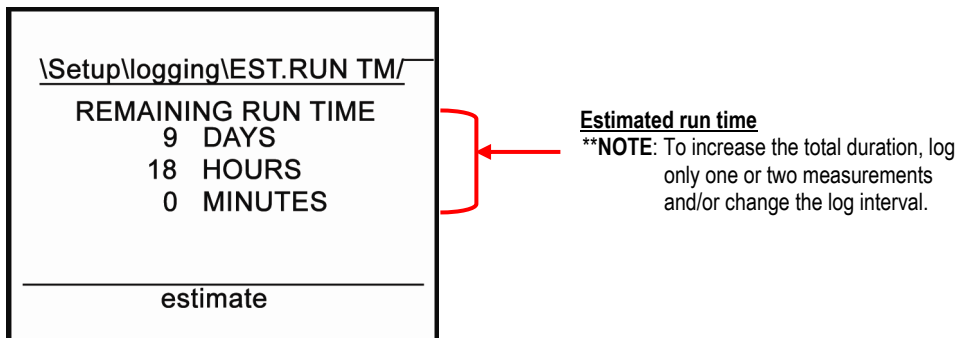 \Setup\logging\EST.RUN TM/
REMAINING RUN TIME
9 DAYS
18 HOURS
0 MINUTES
estimate
Estimated run time
**NOTE: To increase the total duration, log
only one or two measurements
and/or change the log interval.